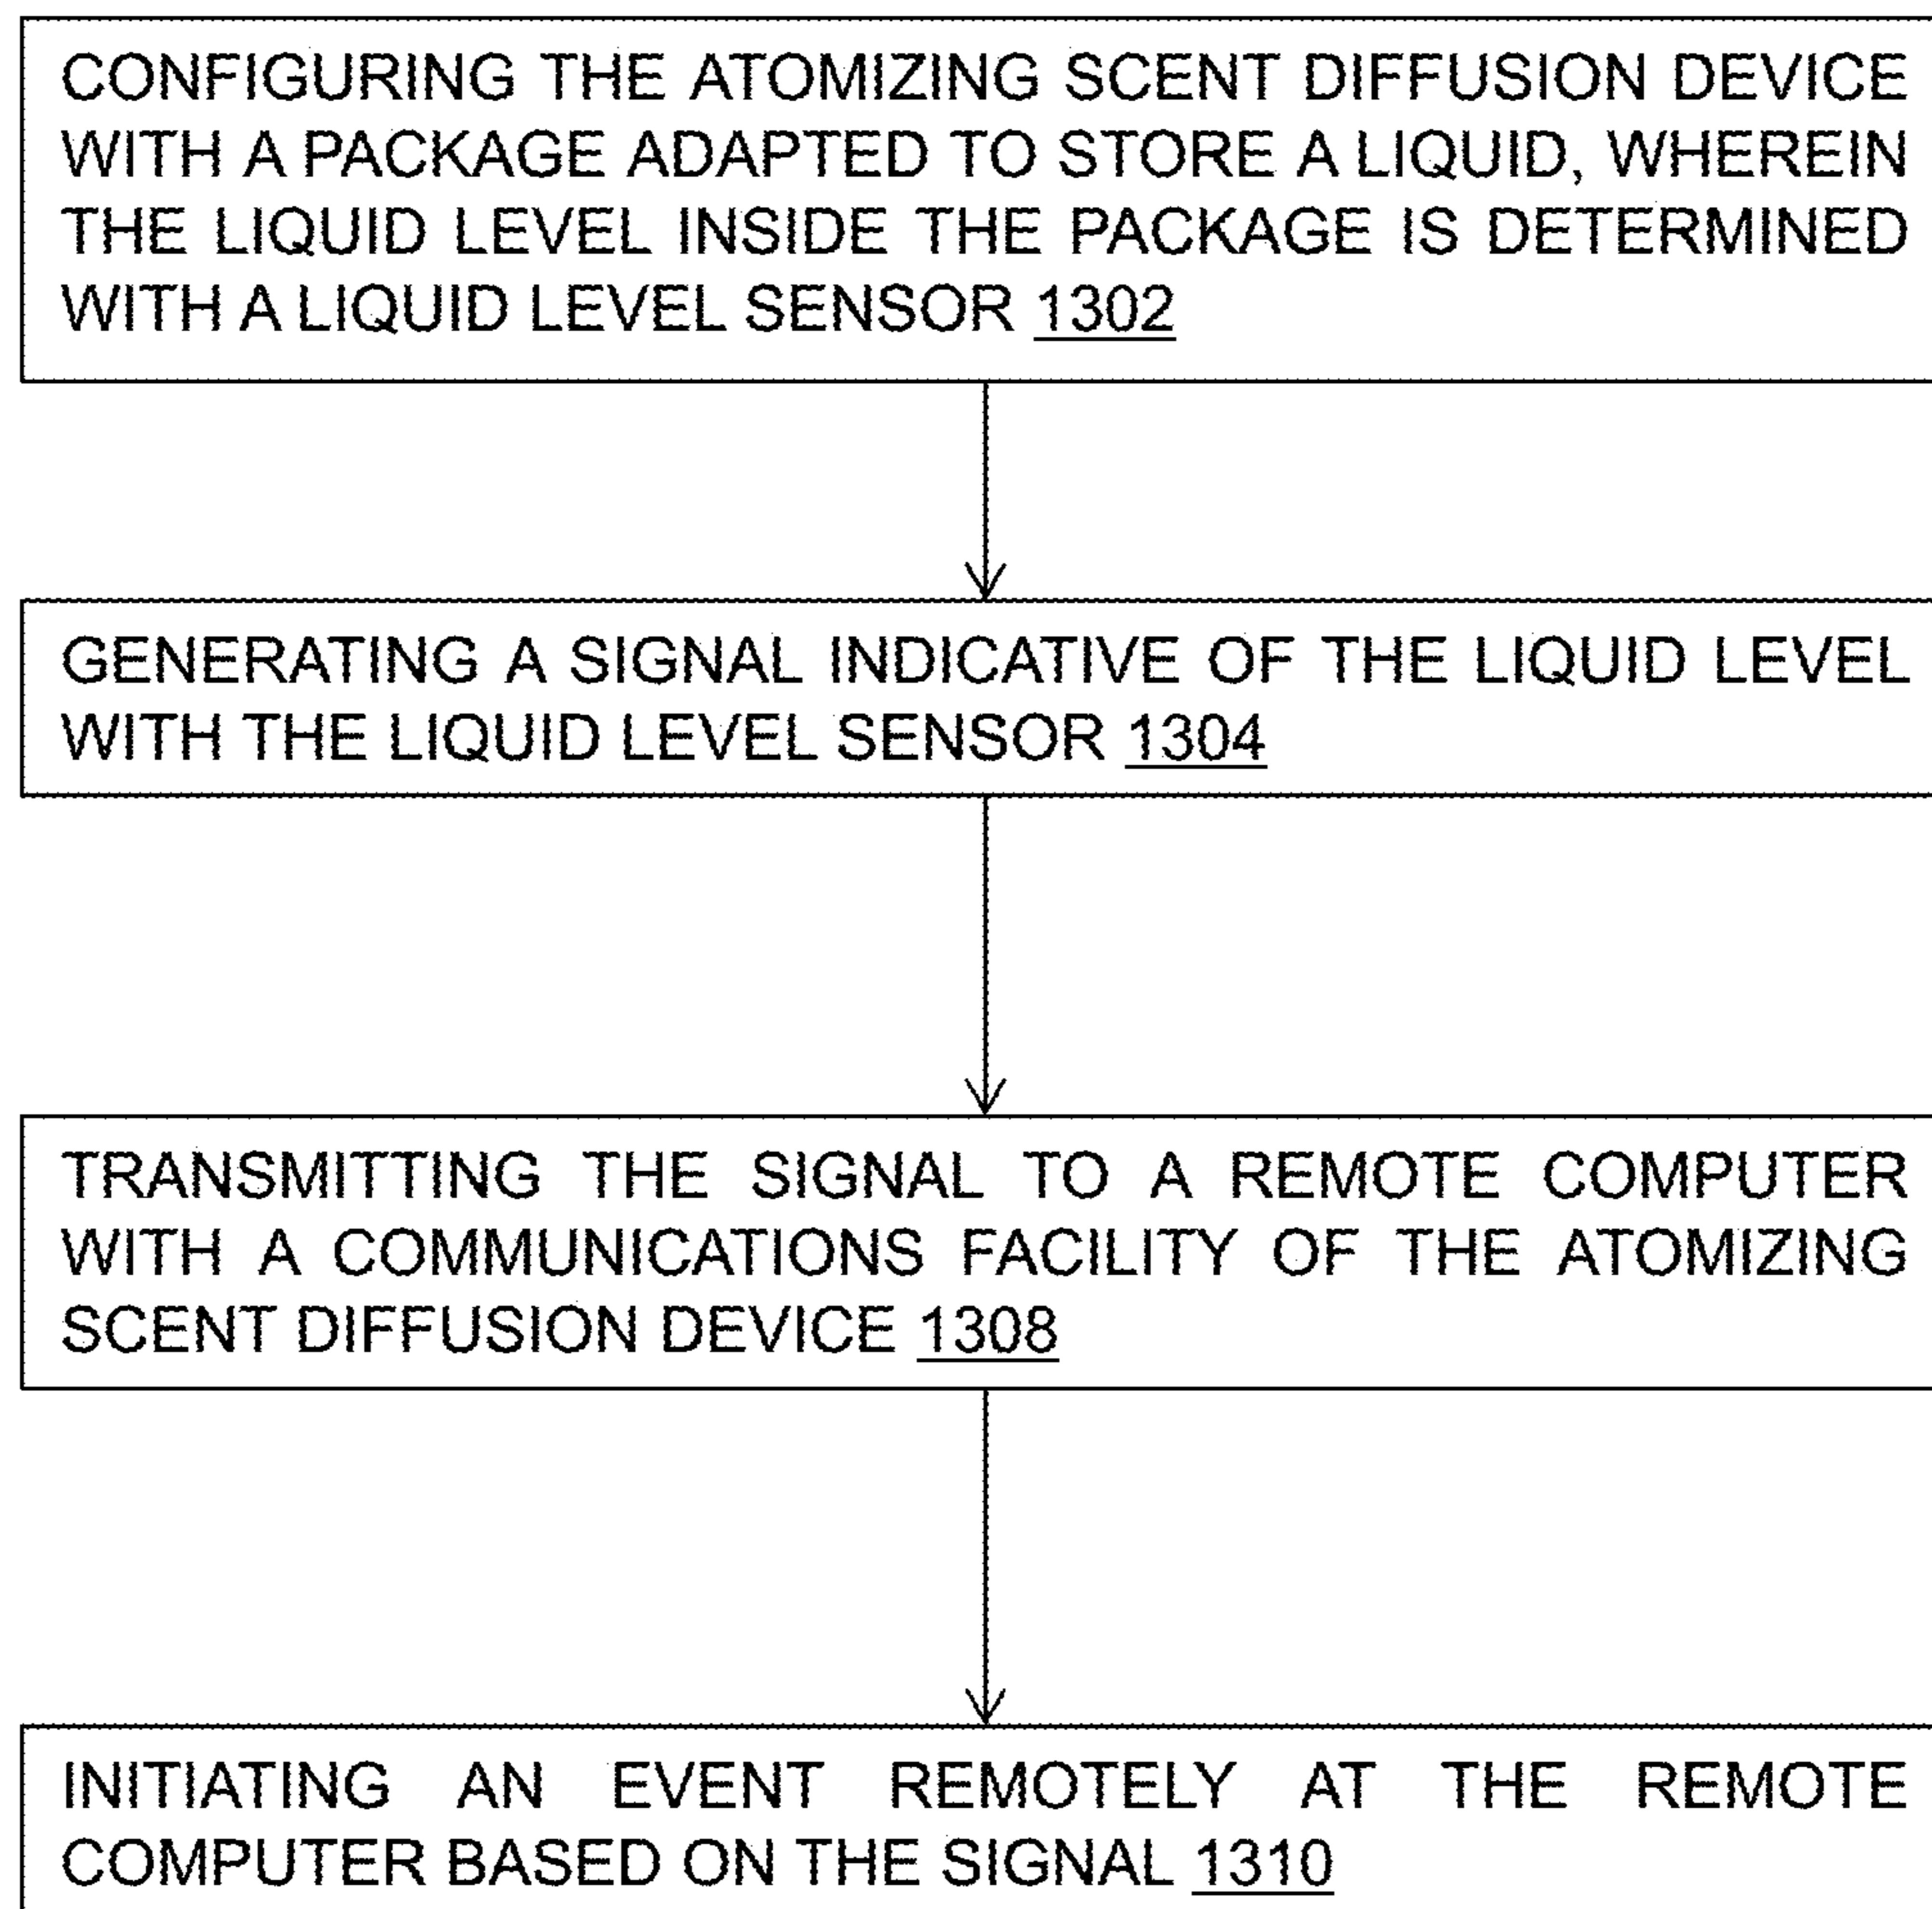 CONFIGURING THE ATOMIZING SCENT DIFFUSION DEVICE
WITH A PACKAGE ADAPTED TO STORE A LIQUID, WHEREIN
THE LIQUID LEVEL INSIDE THE PACKAGE IS DETERMINED
WITH A LIQUID LEVEL SENSOR 1302
GENERATING A SIGNAL INDICATIVE OF THE LIQUID LEVEL
WITH THE LIQUID LEVEL SENSOR 1304
TRANSMITTING THE SIGNAL TO A REMOTE COMPUTER
WITH A COMMUNICATIONS FACILITY OF THE ATOMIZING
SCENT DIFFUSION DEVICE 1308
INITIATING AN EVENT REMOTELY AT THE REMOTE
COMPUTER BASED ON THE SIGNAL 1310